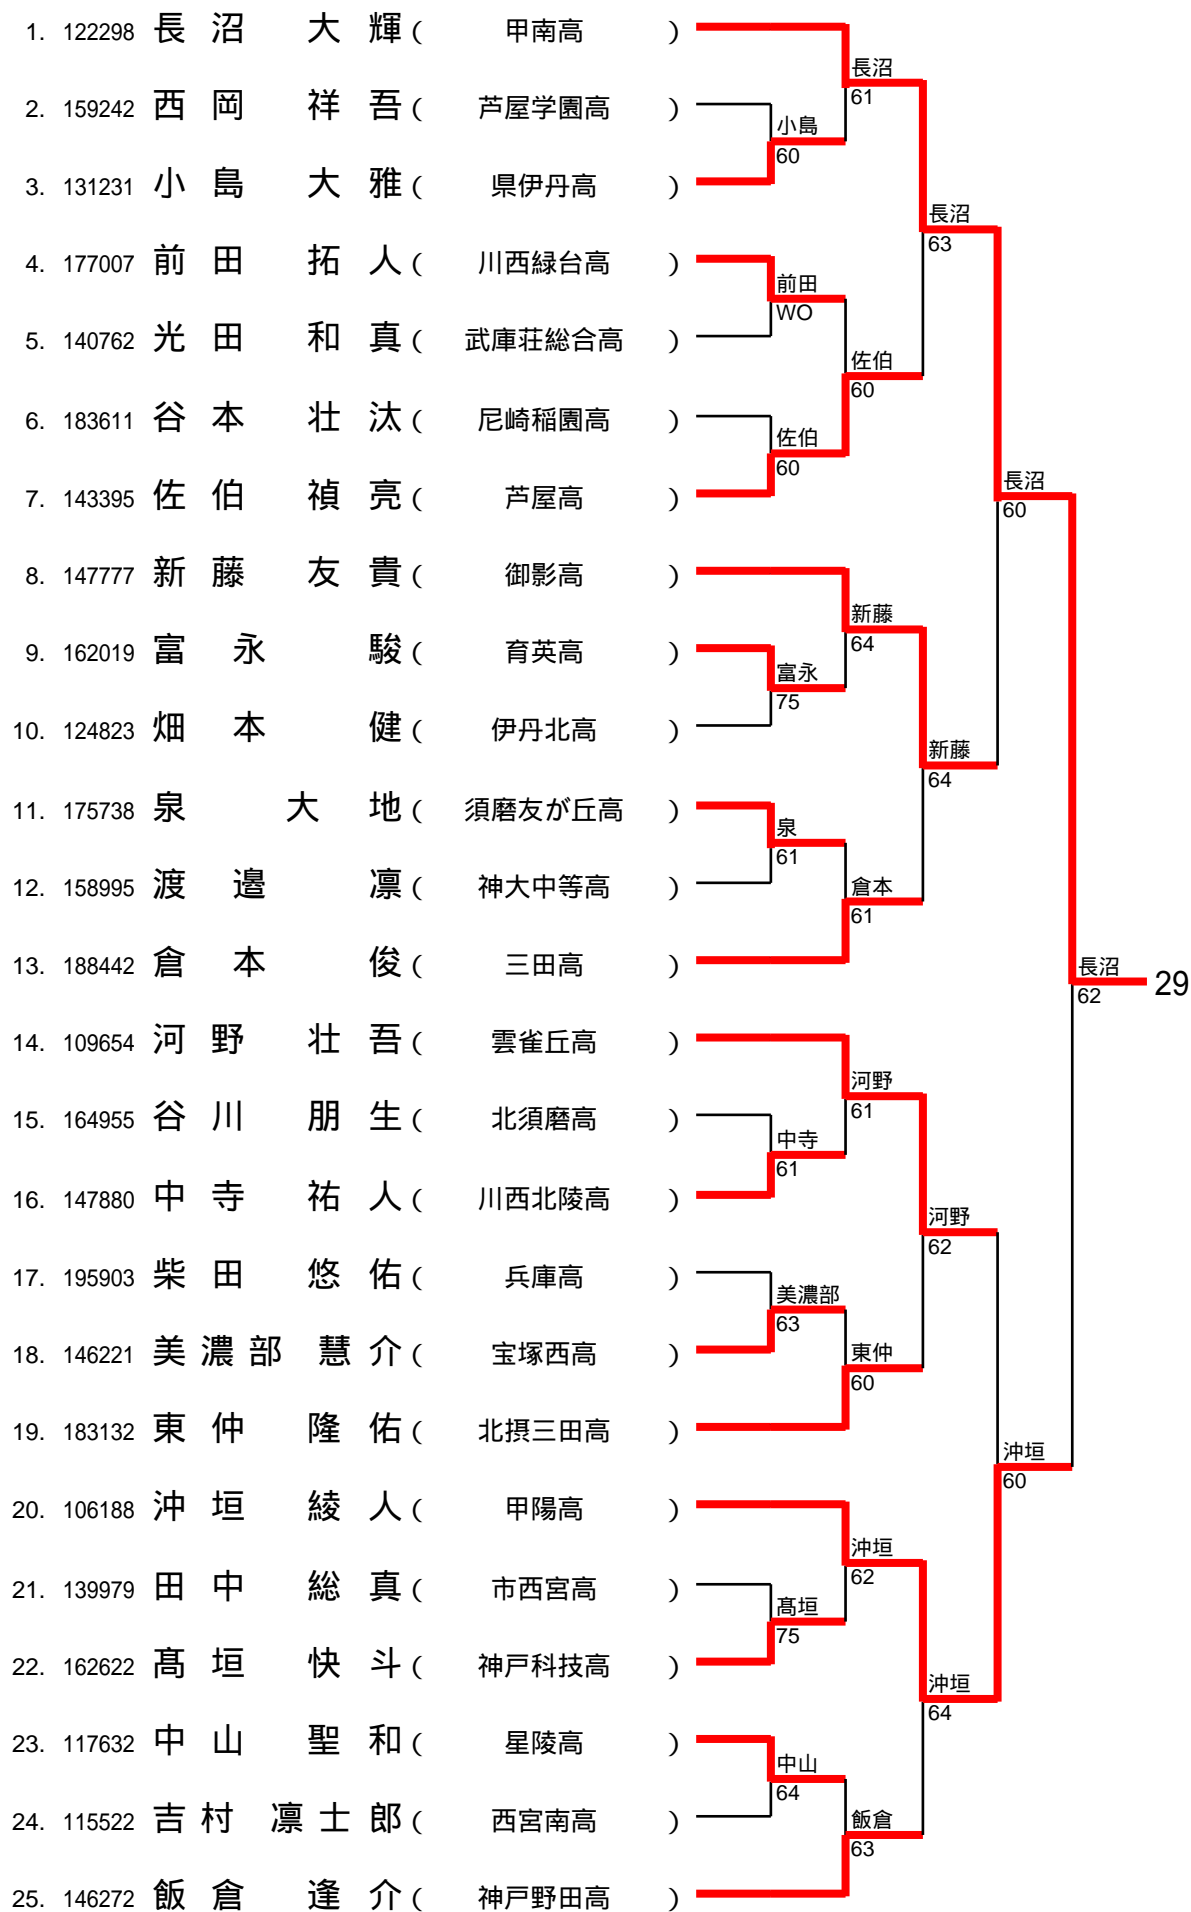 1. 122298 長沼 大輝 ( 甲南高 )
長沼
61
2. 159242 西岡 祥吾 ( 芦屋学園高 )
小島
60
3. 131231 小島 大雅 ( 県伊丹高 )
長沼
63
4. 177007 前田 拓人 ( 川西緑台高 )
前田
WO
5. 140762 光田 和真 ( 武庫荘総合高 )
佐伯
60
6. 183611 谷本 壮汰 ( 尼崎稲園高 )
佐伯
60
7. 143395 佐伯 禎亮 ( 芦屋高 )
長沼
60
8. 147777 新藤 友貴 ( 御影高 )
新藤
64
9. 162019 富永 駿 ( 育英高 )
富永
75
10. 124823 畑本 健 ( 伊丹北高 )
新藤
64
11. 175738 泉 大地 ( 須磨友が丘高 )
泉
61
12. 158995 渡邉 凛 ( 神大中等高 )
倉本
61
13. 188442 倉本 俊 ( 三田高 )
長沼
62
29
14. 109654 河野 壮吾 ( 雲雀丘高 )
河野
61
15. 164955 谷川 朋生 ( 北須磨高 )
中寺
61
16. 147880 中寺 祐人 ( 川西北陵高 )
河野
62
17. 195903 柴田 悠佑 ( 兵庫高 )
美濃部
63
18. 146221 美濃部 慧介 ( 宝塚西高 )
東仲
60
19. 183132 東仲 隆佑 ( 北摂三田高 )
沖垣
60
20. 106188 沖垣 綾人 ( 甲陽高 )
沖垣
62
21. 139979 田中 総真 ( 市西宮高 )
髙垣
75
22. 162622 髙垣 快斗 ( 神戸科技高 )
沖垣
64
23. 117632 中山 聖和 ( 星陵高 )
中山
64
24. 115522 吉村 凛士郎 ( 西宮南高 )
飯倉
63
25. 146272 飯倉 逢介 ( 神戸野田高 )